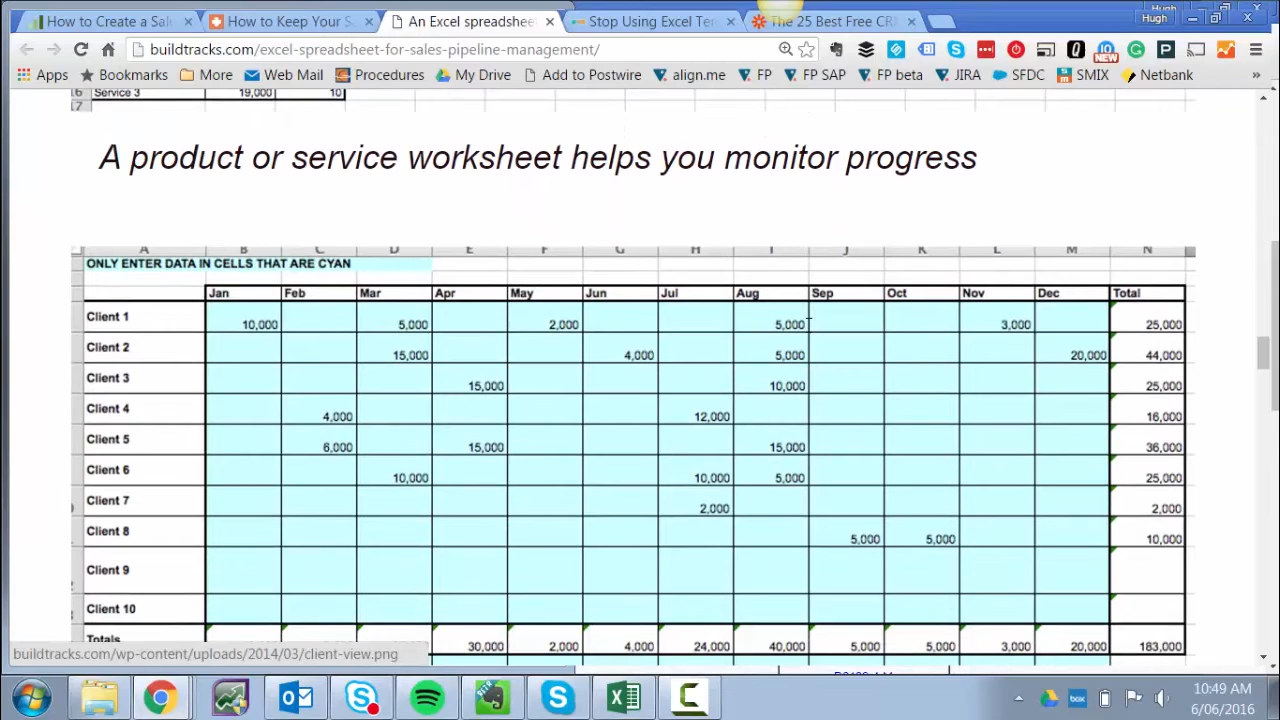 How to Create a Sal
How to Keep Your S
An Excel spreadshee
Stop Using Excel Te
The 25 Best Free CR
Hugh
Hugh
buildtracks.com/excel-spreadsheet-for-sales-pipeline-management/
NEW
Apps
Bookmarks
More
Web Mail
Procedures
My Drive
Add to Postwire
align.me
FP
FP SAP
FP beta
JIRA
SFDC
SMIX
Netbank
»
Service 3 19,000 10
17
A product or service worksheet helps you monitor progress
A B C D E F G H I J K L M N
ONLY ENTER DATA IN CELLS THAT ARE CYAN
Jan Feb Mar Apr May Jun Jul Aug Sep Oct Nov Dec Total
Client 1 10,000 5,000 2,000 5,000 3,000 25,000
Client 2 15,000 4,000 5,000 20,000 44,000
Client 3 15,000 10,000 25,000
Client 4 4,000 12,000 16,000
Client 5 6,000 15,000 15,000 36,000
Client 6 10,000 10,000 5,000 25,000
Client 7 2,000 2,000
Client 8 5,000 5,000 10,000
Client 9
Client 10
Totals 30,000 2,000 4,000 24,000 40,000 5,000 5,000 3,000 20,000 183,000
buildtracks.com/wp-content/uploads/2014/03/client-view.png
box
10:49 AM
6/06/2016